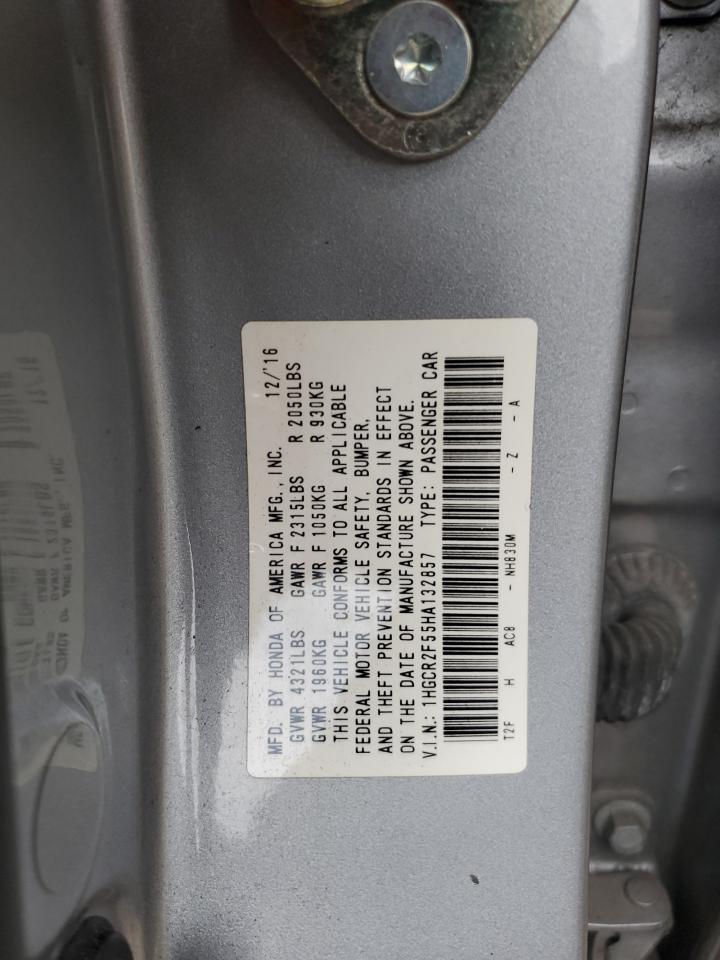 MFD. BY HONDA OF AMERICA MFG., INC. 12/'16
GVWR 4321LBS GAWR F 2315LBS R 2050LBS
GVWR 1960KG GAWR F 1050KG R 930KG
THIS VEHICLE CONFORMS TO ALL APPLICABLE
FEDERAL MOTOR VEHICLE SAFETY, BUMPER,
AND THEFT PREVENTION STANDARDS IN EFFECT
ON THE DATE OF MANUFACTURE SHOWN ABOVE.
V.I.N.: 1HGCR2F55HA132857 TYPE: PASSENGER CAR
T2F H AC8 - NH830M - Z - A